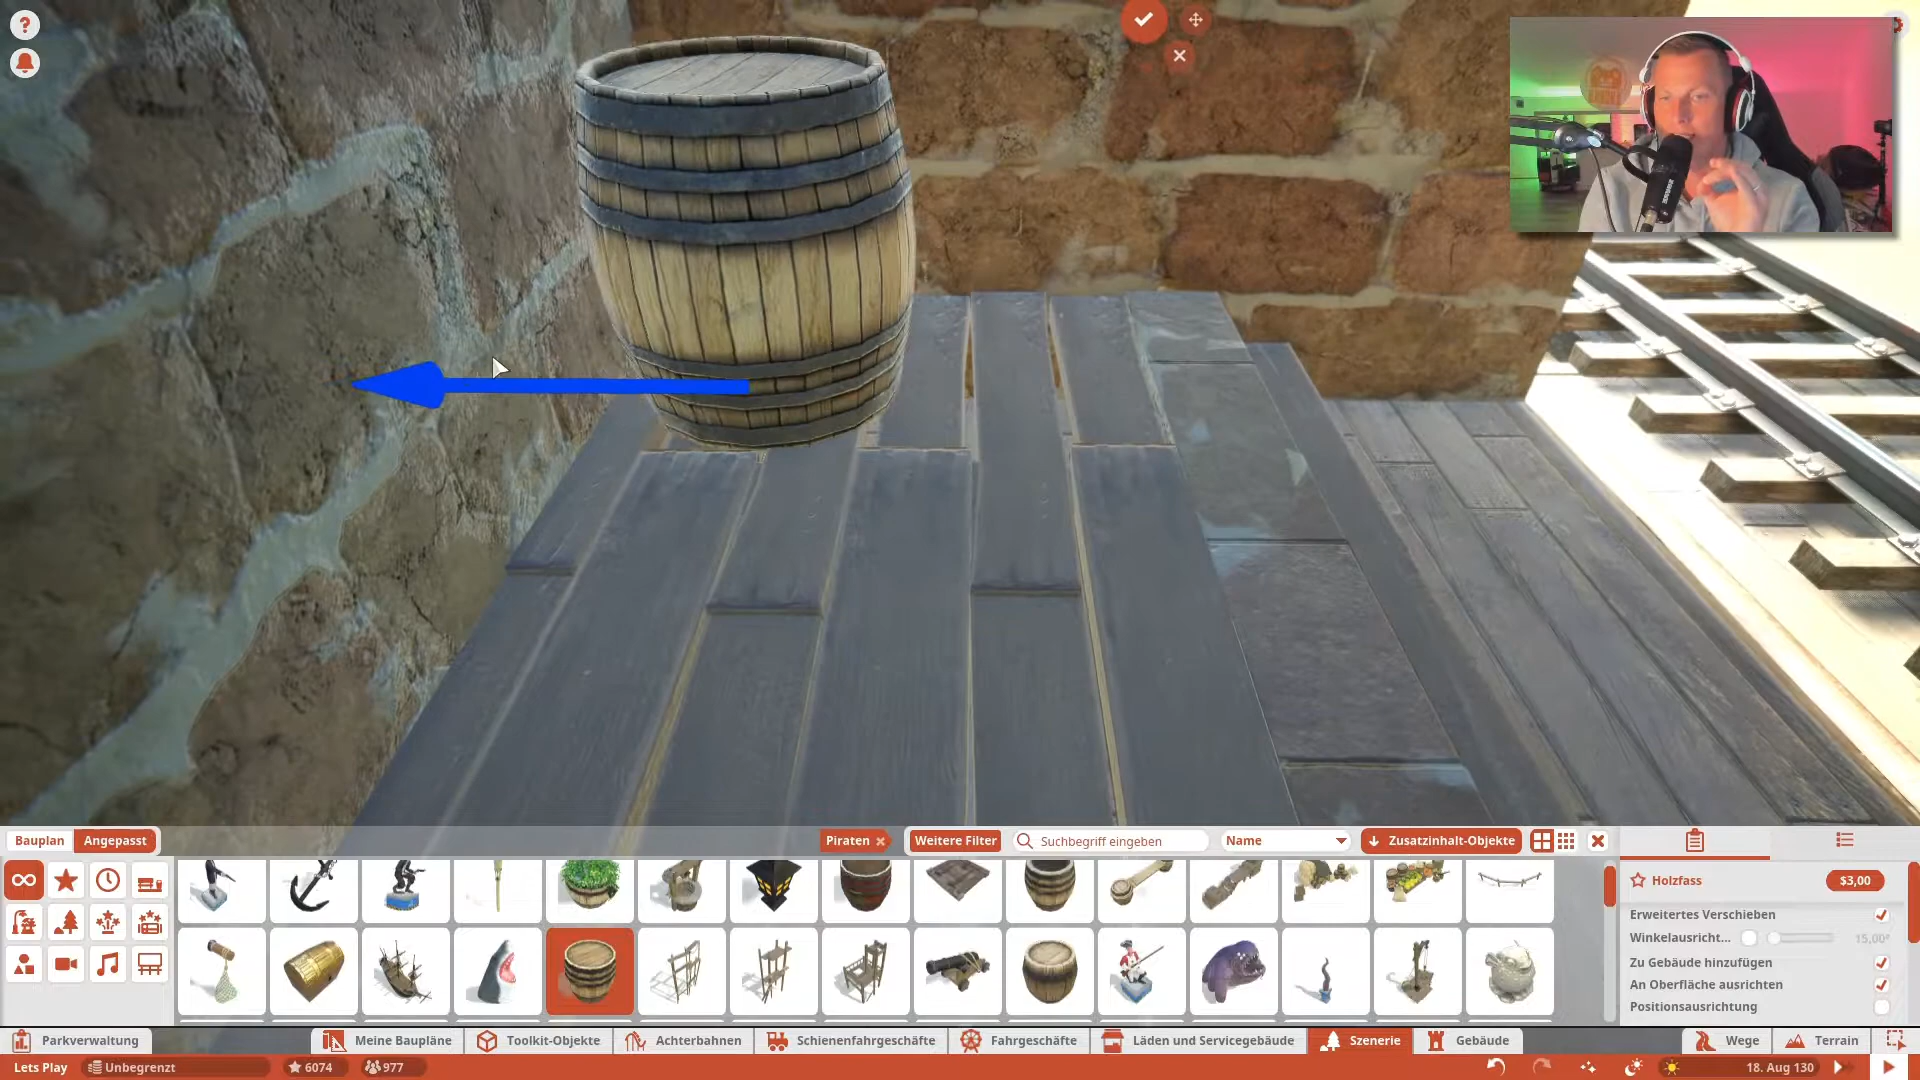 ?
Bauplan
Angepasst
Piraten
Weitere Filter
Suchbegriff eingeben
Name
Zusatzinhalt-Objekte
Holzfass
$3,00
Erweitertes Verschieben
Winkelausricht...
15,00°
Zu Gebäude hinzufügen
An Oberfläche ausrichten
Positionsausrichtung
Parkverwaltung
Meine Baupläne
Toolkit-Objekte
Achterbahnen
Schienenfahrgeschäfte
Fahrgeschäfte
Läden und Servicegebäude
Szenerie
Gebäude
Wege
Terrain
Lets Play
Unbegrenzt
6074
977
18. Aug 130